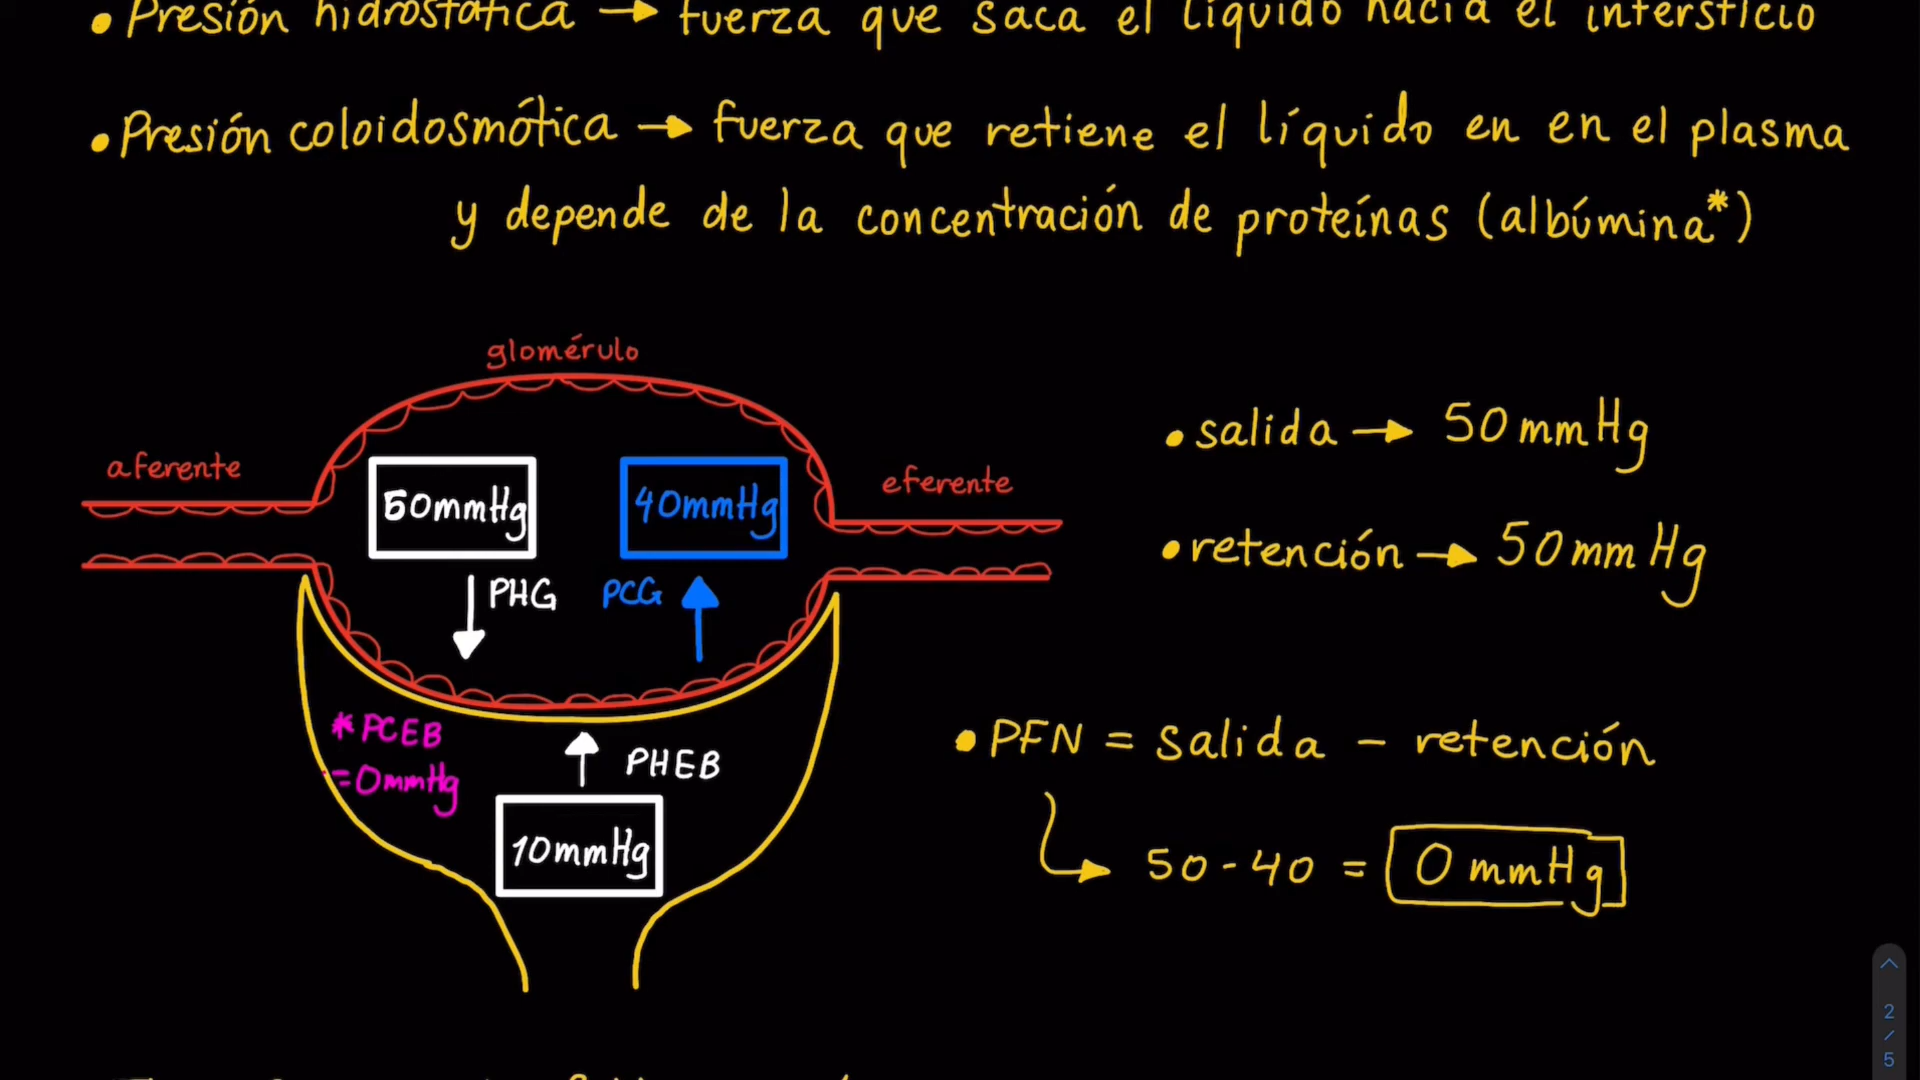 • Presión hidrostática → fuerza que saca el líquido hacia el intersticio
• Presión coloidosmótica → fuerza que retiene el líquido en en el plasma
y depende de la concentración de proteínas (albúmina*)
glomérulo
aferente
eferente
50mmHg
40mmHg
PHG
PCG
* PCEB
= 0mmHg
PHEB
10mmHg
• salida → 50 mmHg
• retención → 50 mmHg
• PFN = salida - retención
50 - 40 = 0 mmHg
2
/
5